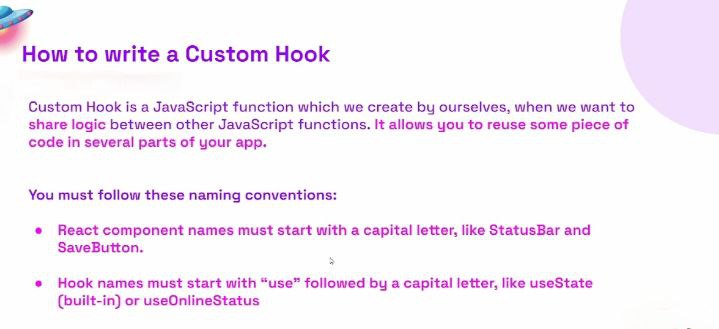 How to write a Custom Hook
Custom Hook is a JavaScript function which we create by ourselves, when we want to
share logic between other JavaScript functions. It allows you to reuse some piece of
code in several parts of your app.
You must follow these naming conventions:
● React component names must start with a capital letter, like StatusBar and
SaveButton.
● Hook names must start with “use” followed by a capital letter, like useState
(built-in) or useOnlineStatus